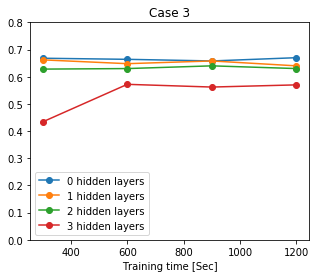 Case 3
0.8
0.7
0.6
0.5
0.4
0.3
0.2
0.1
0.0
0 hidden layers
1 hidden layers
2 hidden layers
3 hidden layers
400 600 800 1000 1200
Training time [Sec]